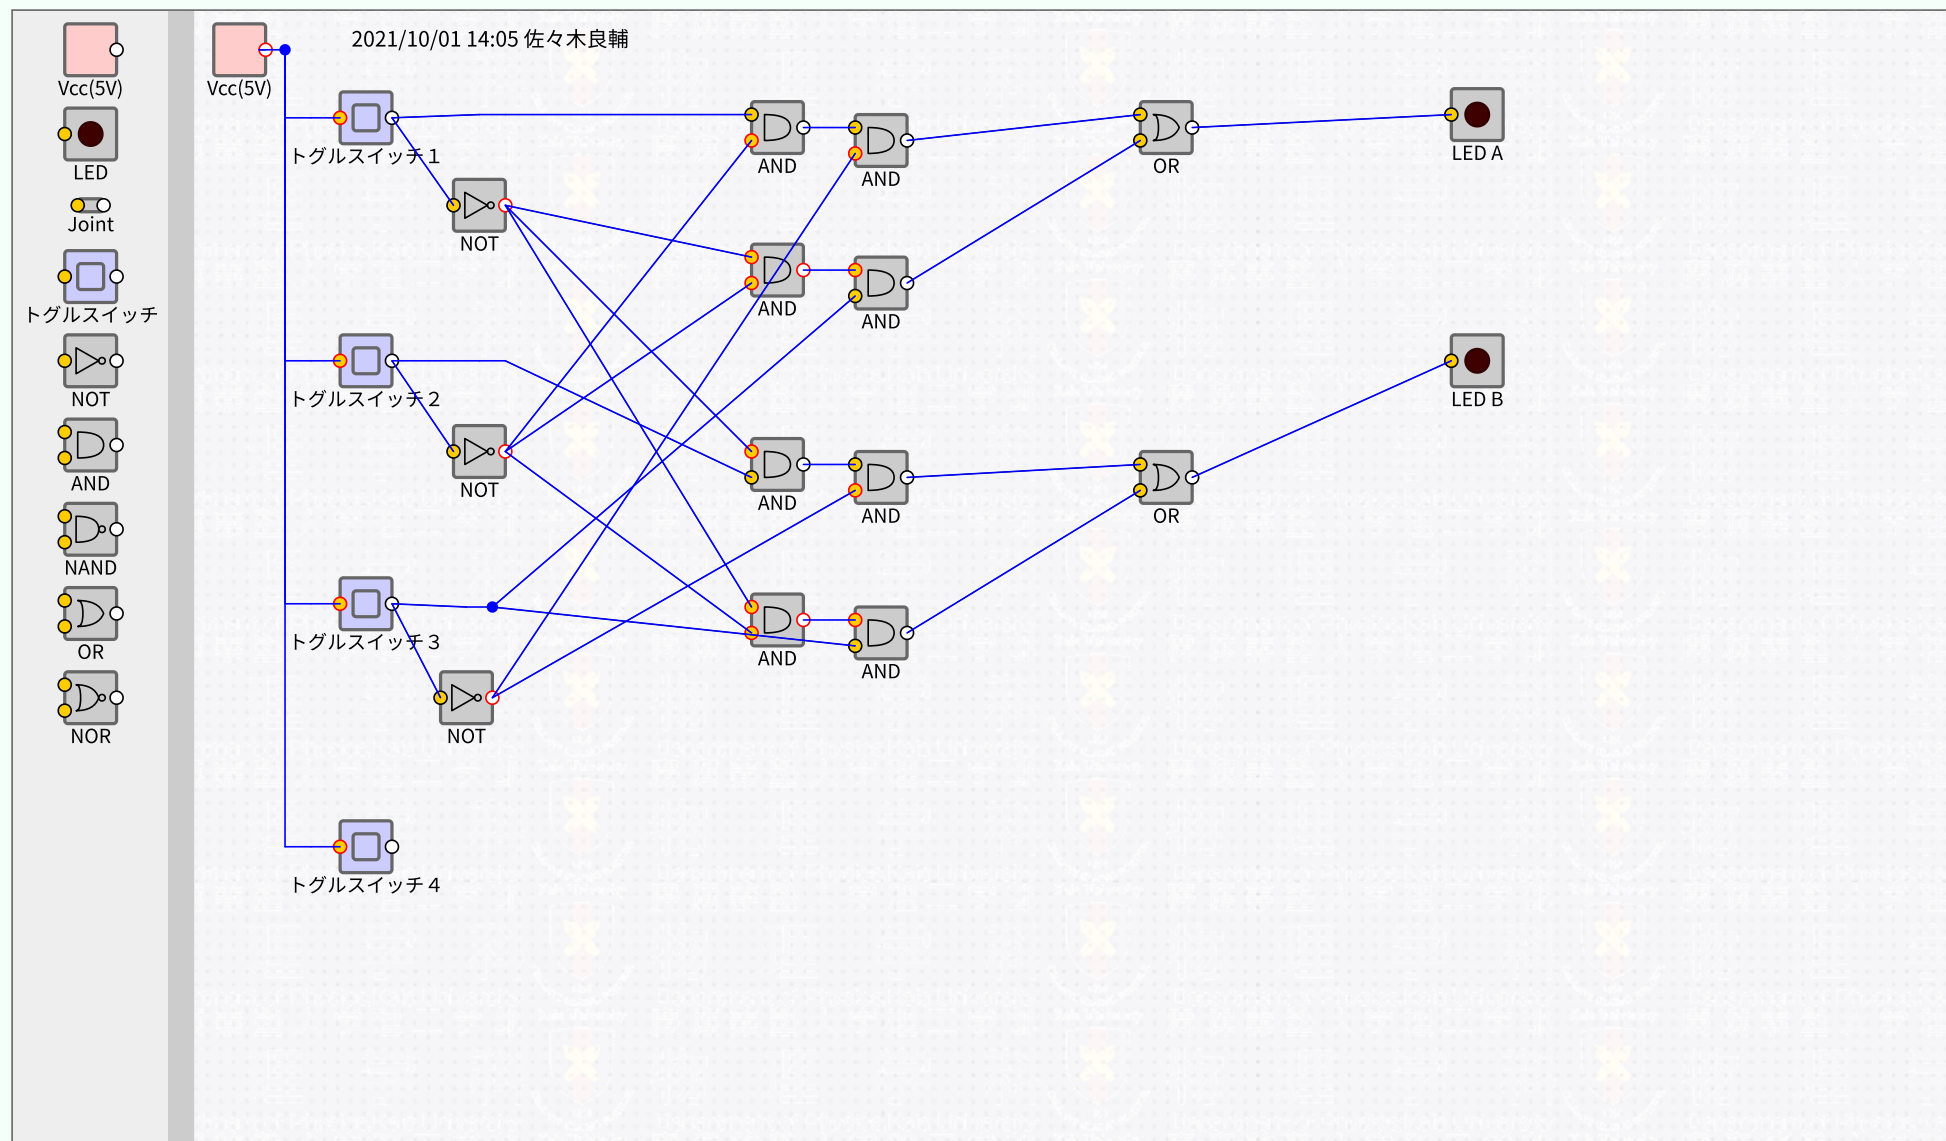 Vcc(5V)
LED
Joint
トグルスイッチ
NOT
AND
NAND
OR
NOR
Vcc(5V)
2021/10/01 14:05 佐々木良輔
トグルスイッチ１
NOT
トグルスイッチ２
NOT
トグルスイッチ３
NOT
トグルスイッチ４
AND
AND
AND
AND
AND
AND
AND
AND
OR
OR
LED A
LED B